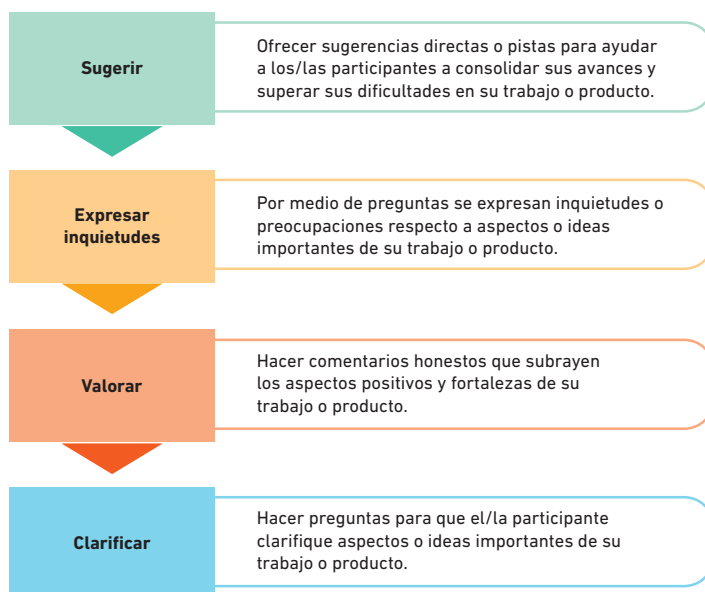 Sugerir
Ofrecer sugerencias directas o pistas para ayudar
a los/las participantes a consolidar sus avances y
superar sus dificultades en su trabajo o producto.
Expresar
inquietudes
Por medio de preguntas se expresan inquietudes o
preocupaciones respecto a aspectos o ideas
importantes de su trabajo o producto.
Valorar
Hacer comentarios honestos que subrayen
los aspectos positivos y fortalezas de su
trabajo o producto.
Clarificar
Hacer preguntas para que el/la participante
clarifique aspectos o ideas importantes de su
trabajo o producto.